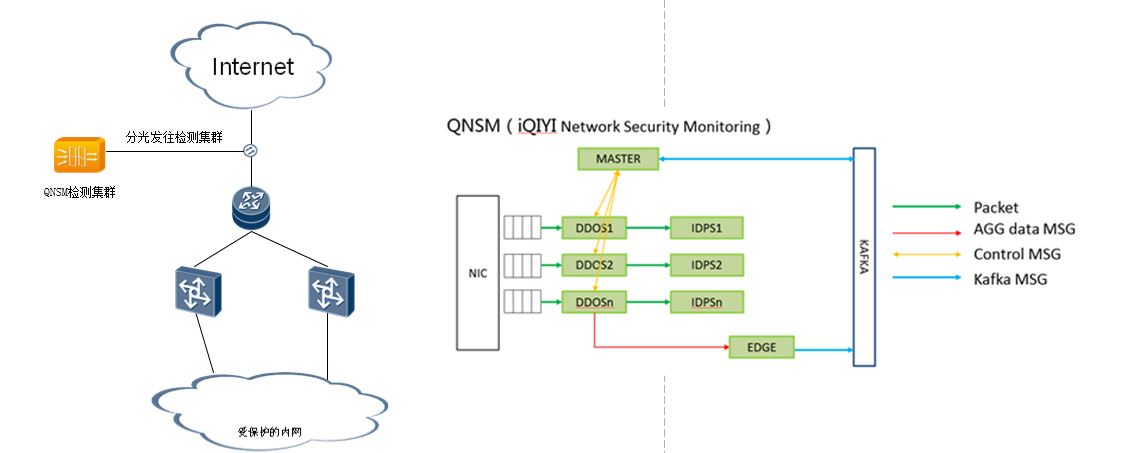 Internet
分光发往检测集群
QNSM检测集群
受保护的内网
QNSM（iQIYI Network Security Monitoring）
MASTER
NIC
DDOS1
IDPS1
DDOS2
IDPS2
DDOSn
IDPSn
EDGE
KAFKA
Packet
AGG data MSG
Control MSG
Kafka MSG